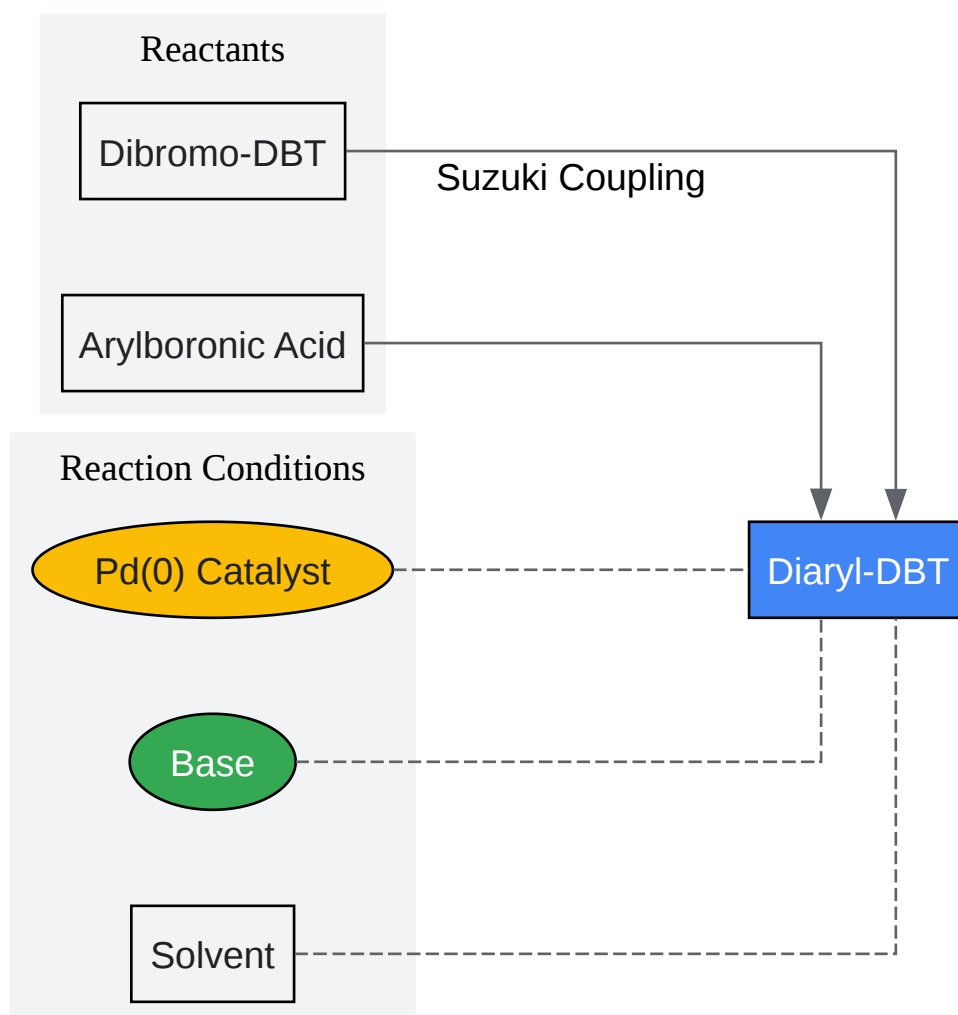 Reactants
Dibromo-DBT
Suzuki Coupling
Arylboronic Acid
Reaction Conditions
Pd(0) Catalyst
Diaryl-DBT
Base
Solvent